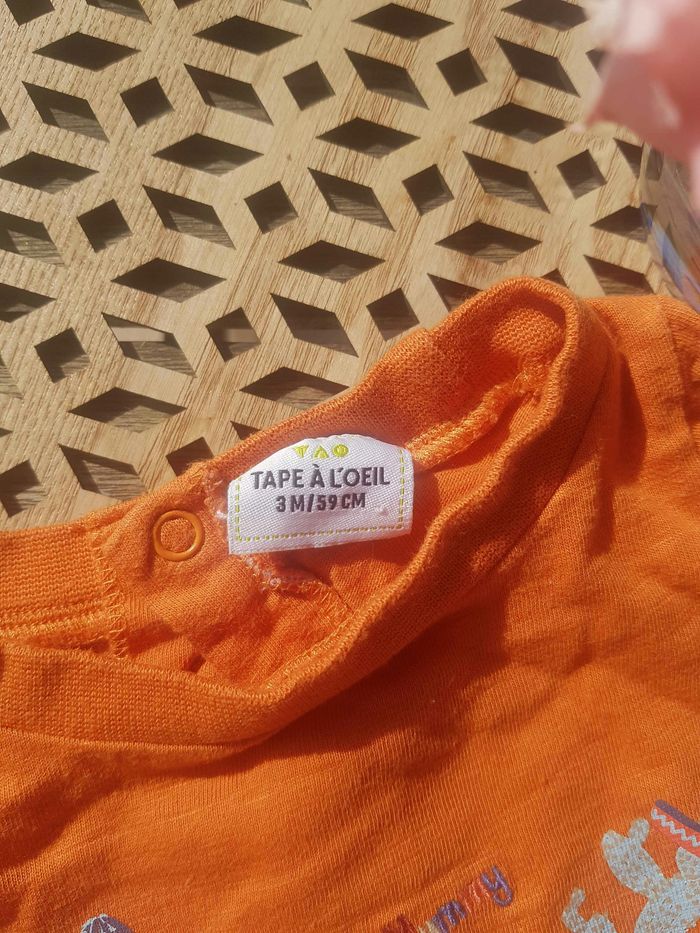 TAO
TAPE À L'OEIL
3 M/59 CM